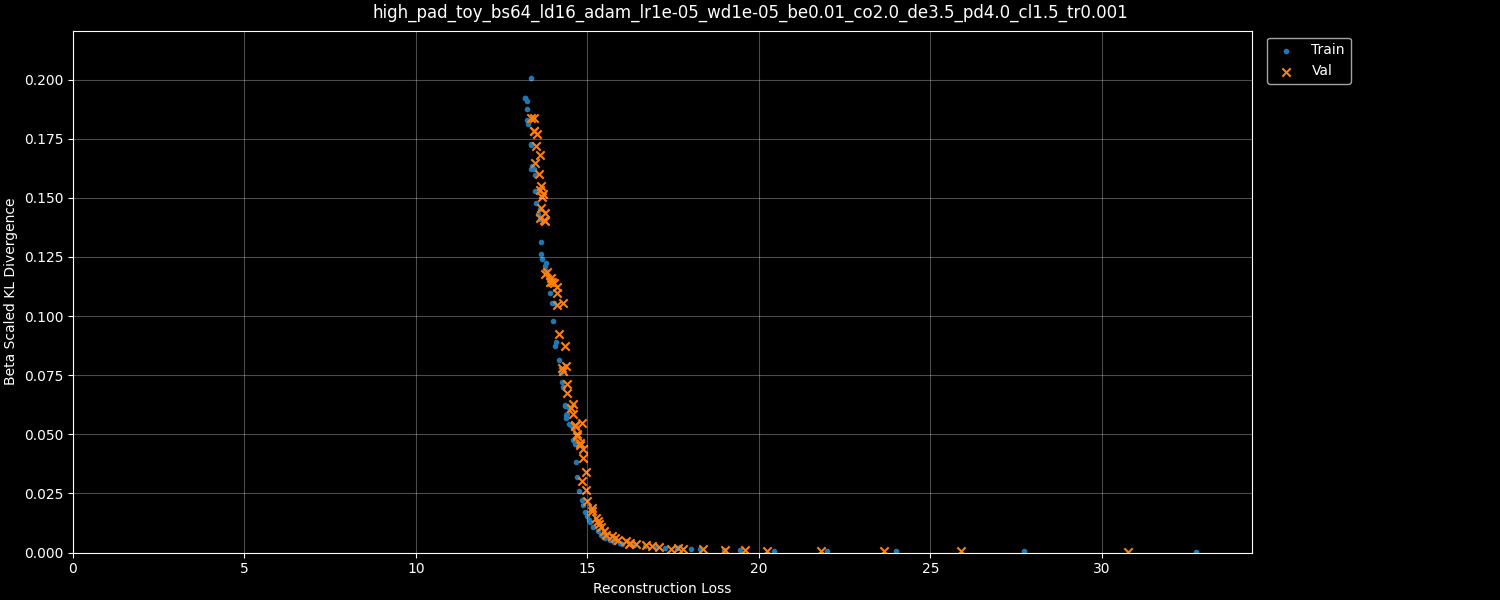 high_pad_toy_bs64_ld16_adam_lr1e-05_wd1e-05_be0.01_co2.0_de3.5_pd4.0_cl1.5_tr0.001
Train
Val
0.200
0.175
0.150
0.125
0.100
0.075
0.050
0.025
0.000
Beta Scaled KL Divergence
0 5 10 15 20 25 30
Reconstruction Loss